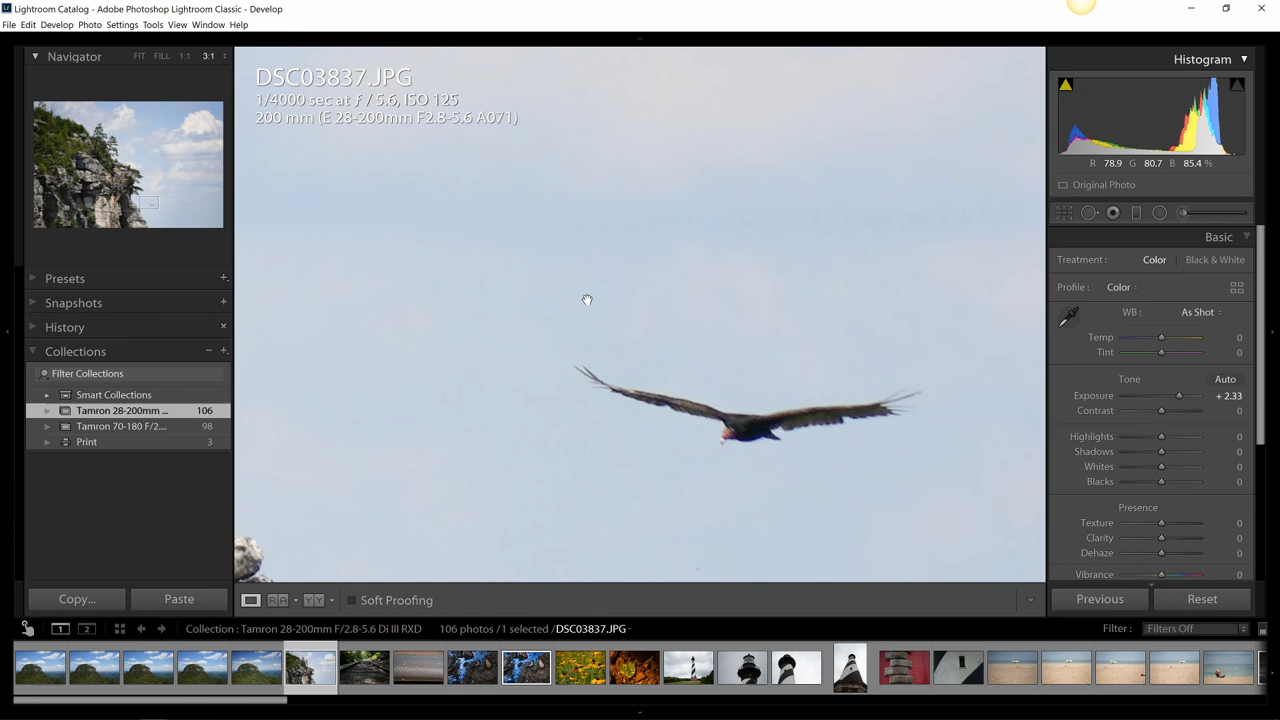 Lightroom Catalog - Adobe Photoshop Lightroom Classic - Develop
File Edit Develop Photo Settings Tools View Window Help
Navigator FIT FILL 1:1 3:1
DSC03837.JPG
1/4000 sec at ƒ / 5.6, ISO 125
200 mm (E 28-200mm F2.8-5.6 A071)
Histogram
R 78.9 G 80.7 B 85.4 %
Original Photo
Basic
Treatment : Color Black & White
Profile : Color
WB : As Shot
Temp 0
Tint 0
Tone Auto
Exposure + 2.33
Contrast 0
Highlights 0
Shadows 0
Whites 0
Blacks 0
Presence
Texture 0
Clarity 0
Dehaze 0
Vibrance 0
Presets
Snapshots
History
Collections
Filter Collections
Smart Collections
Tamron 28-200mm ... 106
Tamron 70-180 F/2.... 98
Print 3
Copy... Paste
R A Y Y Soft Proofing
Previous Reset
1 2 Collection : Tamron 28-200mm F/2.8-5.6 Di III RXD 106 photos / 1 selected / DSC03837.JPG
Filter : Filters Off